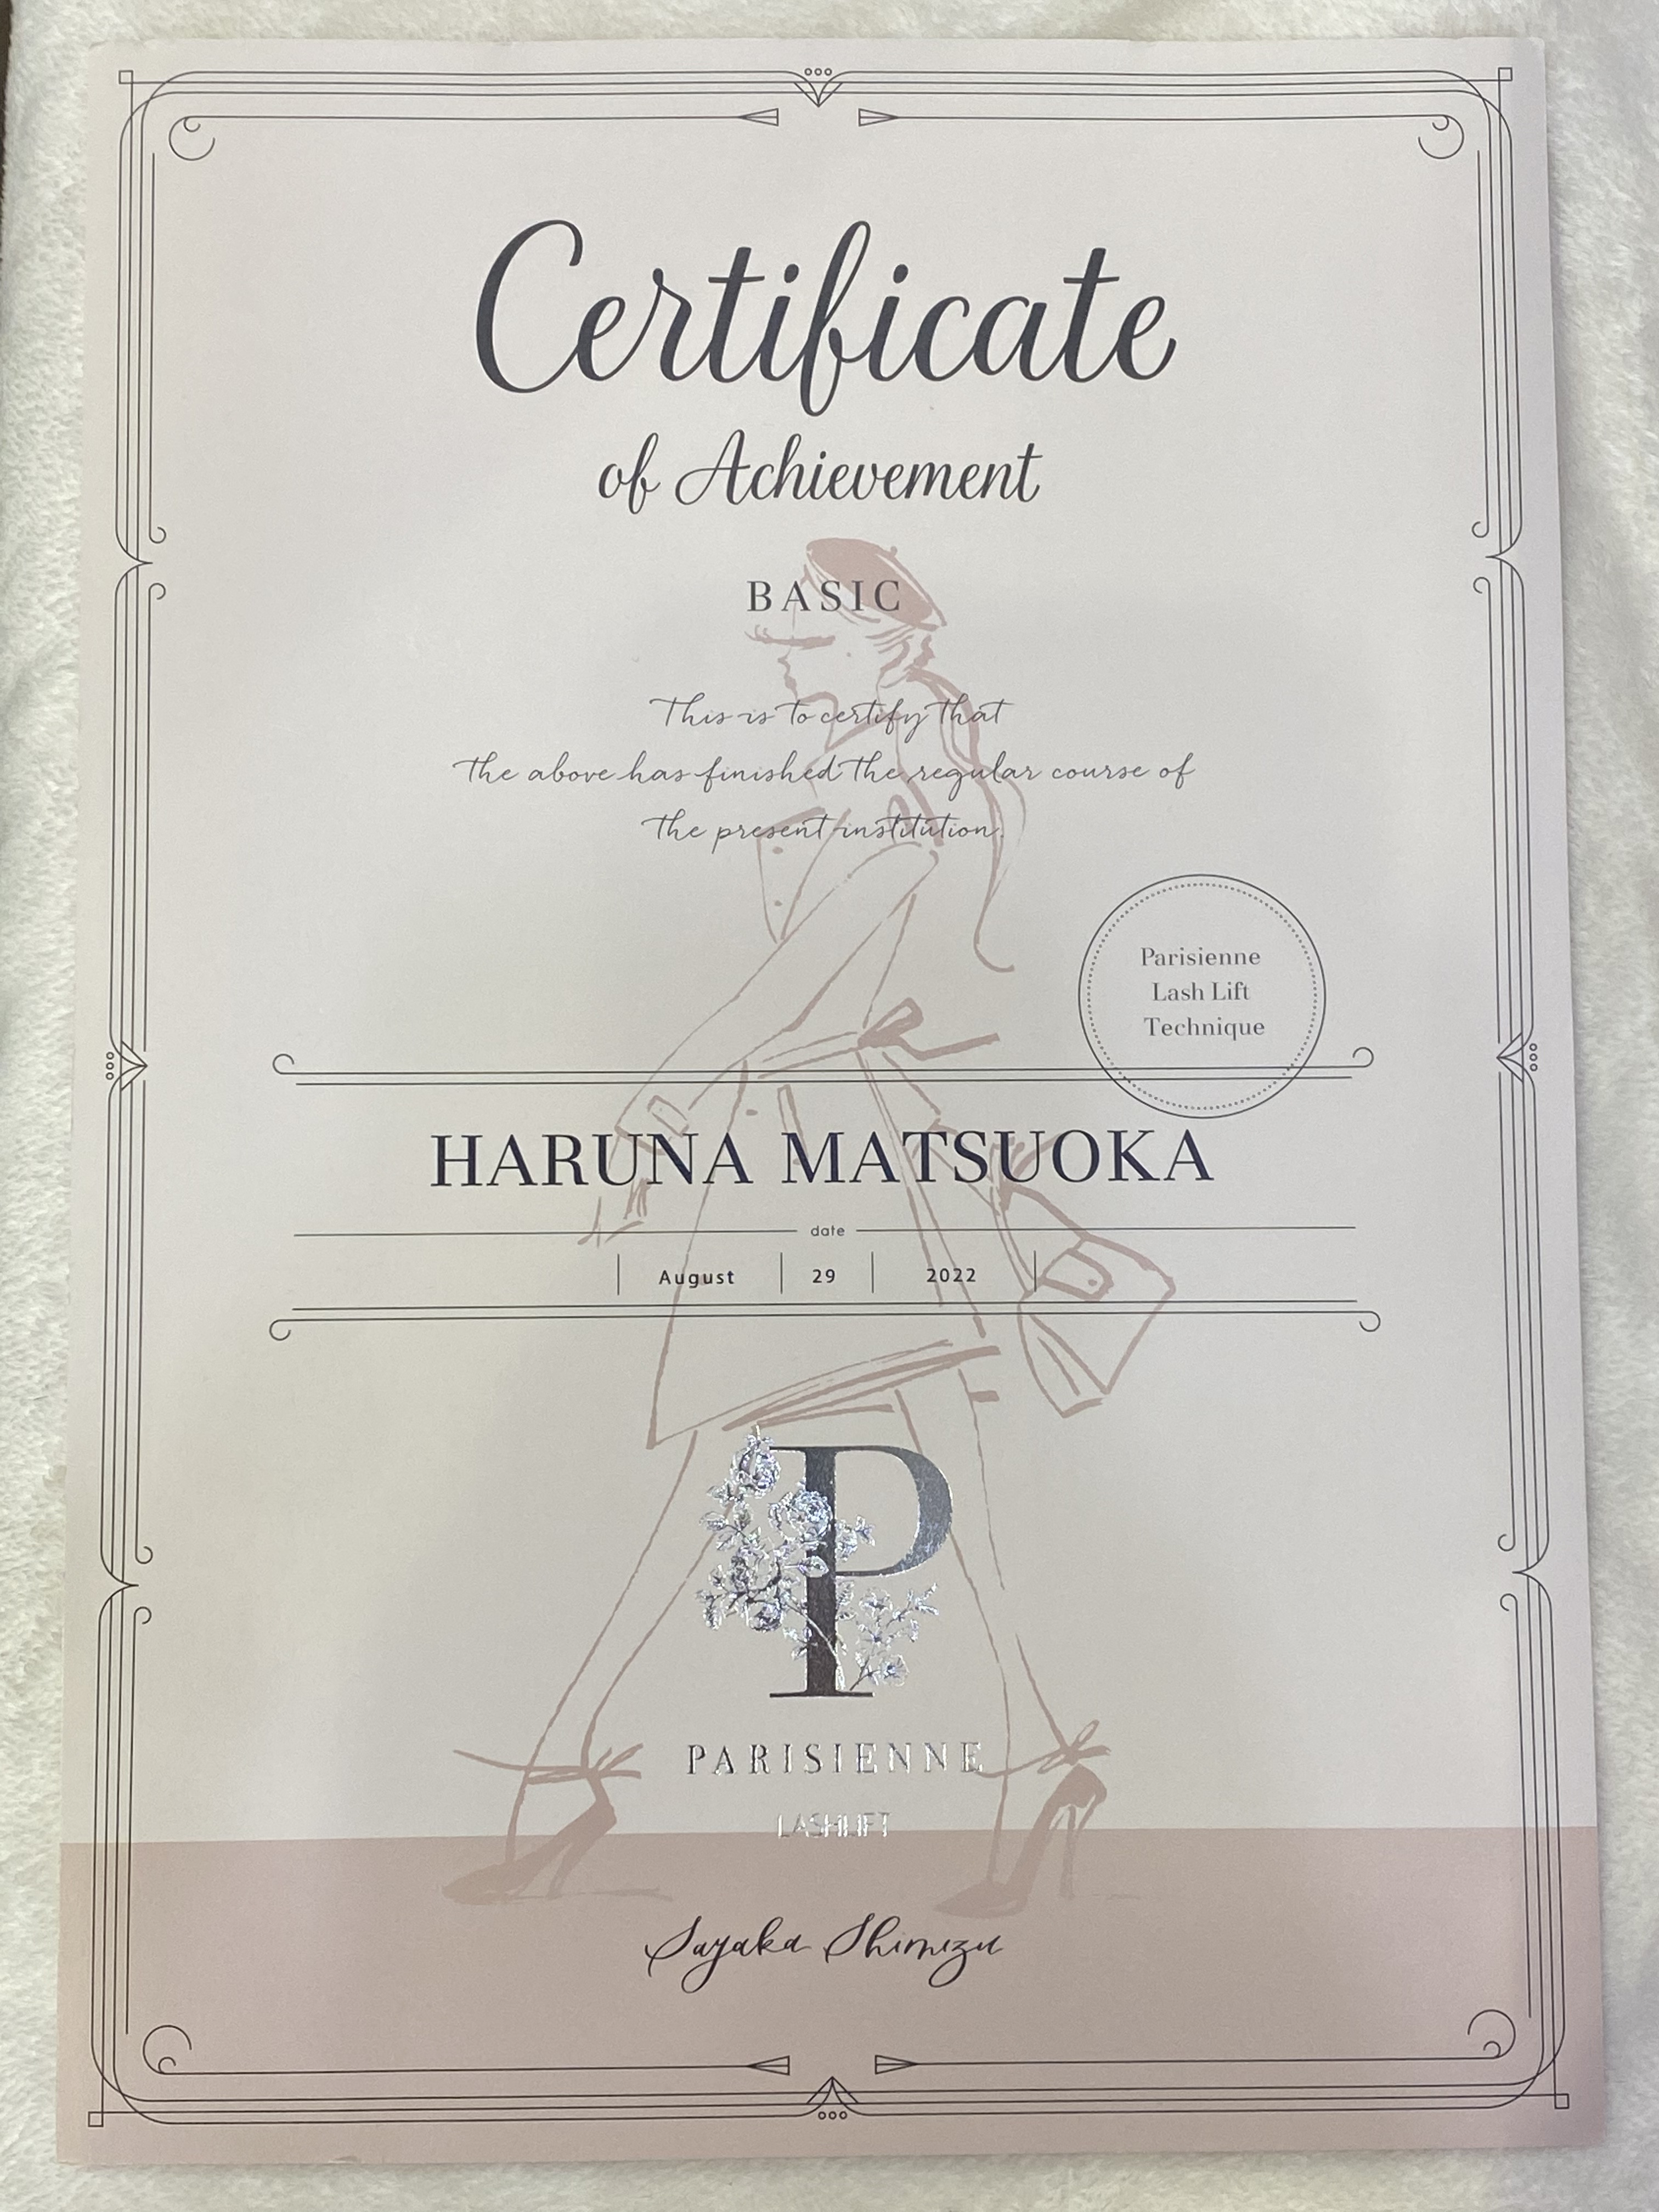 Certificate
of Achievement
BASIC
This is to certify that
the above has finished the regular course of
the present institution.
Parisienne
Lash Lift
Technique
HARUNA MATSUOKA
date
August 29 2022
P
PARISIENNE
LASHLIFT
Sayaka Shimizu